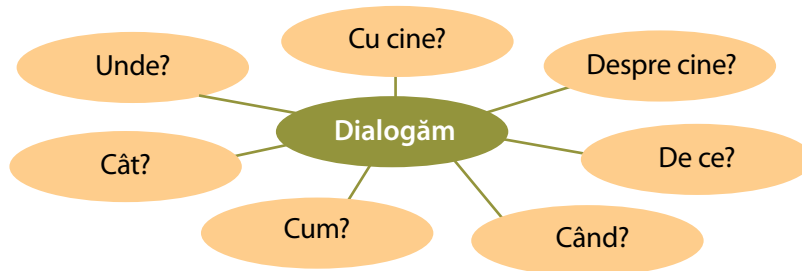 Cu cine?
Unde?
Despre cine?
Dialogăm
Cât?
De ce?
Cum?
Când?